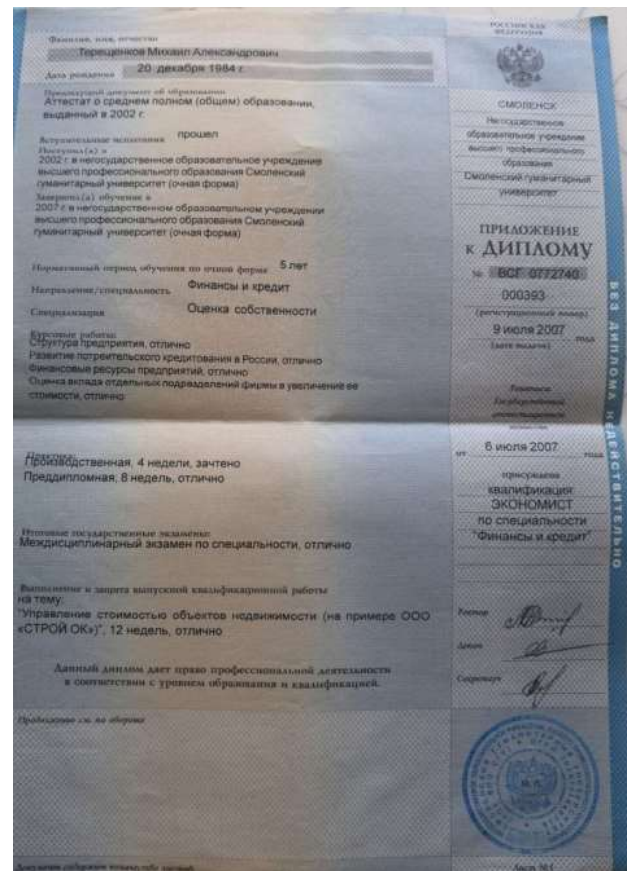 Фамилия, имя, отчество
Терещенков Михаил Александрович
Дата рождения 20 декабря 1984 г.
Предыдущий документ об образовании
Аттестат о среднем полном (общем) образовании,
выданный в 2002 г.
Вступительные испытания прошел
Поступил(а) в
2002 г. в негосударственное образовательное учреждение
высшего профессионального образования Смоленский
гуманитарный университет (очная форма)
Завершил(а) обучение в
2007 г. в негосударственном образовательном учреждении
высшего профессионального образования Смоленский
гуманитарный университет (очная форма)
Нормативный период обучения по очной форме 5 лет
Направление/специальность Финансы и кредит
Специализация Оценка собственности
Курсовые работы:
Структура предприятия, отлично
Развитие потребительского кредитования в России, отлично
Финансовые ресурсы предприятий, отлично
Оценка вклада отдельных подразделений фирмы в увеличение ее
стоимости, отлично
Практика:
Производственная, 4 недели, зачтено
Преддипломная, 8 недель, отлично
Итоговые государственные экзамены:
Междисциплинарный экзамен по специальности, отлично
Выполнение и защита выпускной квалификационной работы
на тему:
"Управление стоимостью объектов недвижимости (на примере ООО
«СТРОЙ ОК»)", 12 недель, отлично
Данный диплом дает право профессиональной деятельности
в соответствии с уровнем образования и квалификацией.
Продолжение см. на обороте
Документ содержит количество листов
РОССИЙСКАЯ
ФЕДЕРАЦИЯ
СМОЛЕНСК
Негосударственное
образовательное учреждение
высшего профессионального
образования
Смоленский гуманитарный
университет
ПРИЛОЖЕНИЕ
к ДИПЛОМУ
№ ВСГ 0772740
000393
(регистрационный номер)
9 июля 2007 года
(дата выдачи)
Решением
Государственной
аттестационной
комиссии
от 6 июля 2007 года
присуждена
квалификация
ЭКОНОМИСТ
по специальности
"Финансы и кредит"
Ректор
Декан
Секретарь
М.П.
Лист №1
БЕЗ ДИПЛОМА НЕДЕЙСТВИТЕЛЬНО